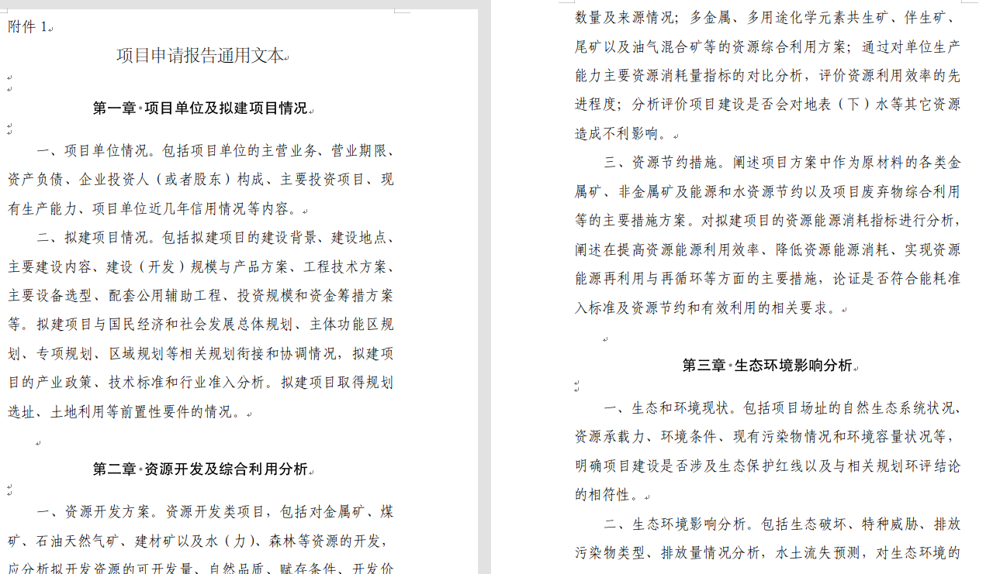 附件 1
项目申请报告通用文本
第一章 项目单位及拟建项目情况
一、项目单位情况。包括项目单位的主营业务、营业期限、
资产负债、企业投资人（或者股东）构成、主要投资项目、现
有生产能力、项目单位近几年信用情况等内容。
二、拟建项目情况。包括拟建项目的建设背景、建设地点、
主要建设内容、建设（开发）规模与产品方案、工程技术方案、
主要设备选型、配套公用辅助工程、投资规模和资金筹措方案
等。拟建项目与国民经济和社会发展总体规划、主体功能区规
划、专项规划、区域规划等相关规划衔接和协调情况，拟建项
目的产业政策、技术标准和行业准入分析。拟建项目取得规划
选址、土地利用等前置性要件的情况。
第二章 资源开发及综合利用分析
一、资源开发方案。资源开发类项目，包括对金属矿、煤
矿、石油天然气矿、建材矿以及水（力）、森林等资源的开发，
应分析拟开发资源的可开发量、自然品质、赋存条件、开发价
数量及来源情况；多金属、多用途化学元素共生矿、伴生矿、
尾矿以及油气混合矿等的资源综合利用方案；通过对单位生产
能力主要资源消耗量指标的对比分析，评价资源利用效率的先
进程度；分析评价项目建设是否会对地表（下）水等其它资源
造成不利影响。
三、资源节约措施。阐述项目方案中作为原材料的各类金
属矿、非金属矿及能源和水资源节约以及项目废弃物综合利用
等的主要措施方案。对拟建项目的资源能源消耗指标进行分析，
阐述在提高资源能源利用效率、降低资源能源消耗、实现资源
能源再利用与再循环等方面的主要措施，论证是否符合能耗准
入标准及资源节约和有效利用的相关要求。
第三章 生态环境影响分析
一、生态和环境现状。包括项目场址的自然生态系统状况、
资源承载力、环境条件、现有污染物情况和环境容量状况等，
明确项目建设是否涉及生态保护红线以及与相关规划环评结论
的相符性。
二、生态环境影响分析。包括生态破坏、特种威胁、排放
污染物类型、排放量情况分析，水土流失预测，对生态环境的